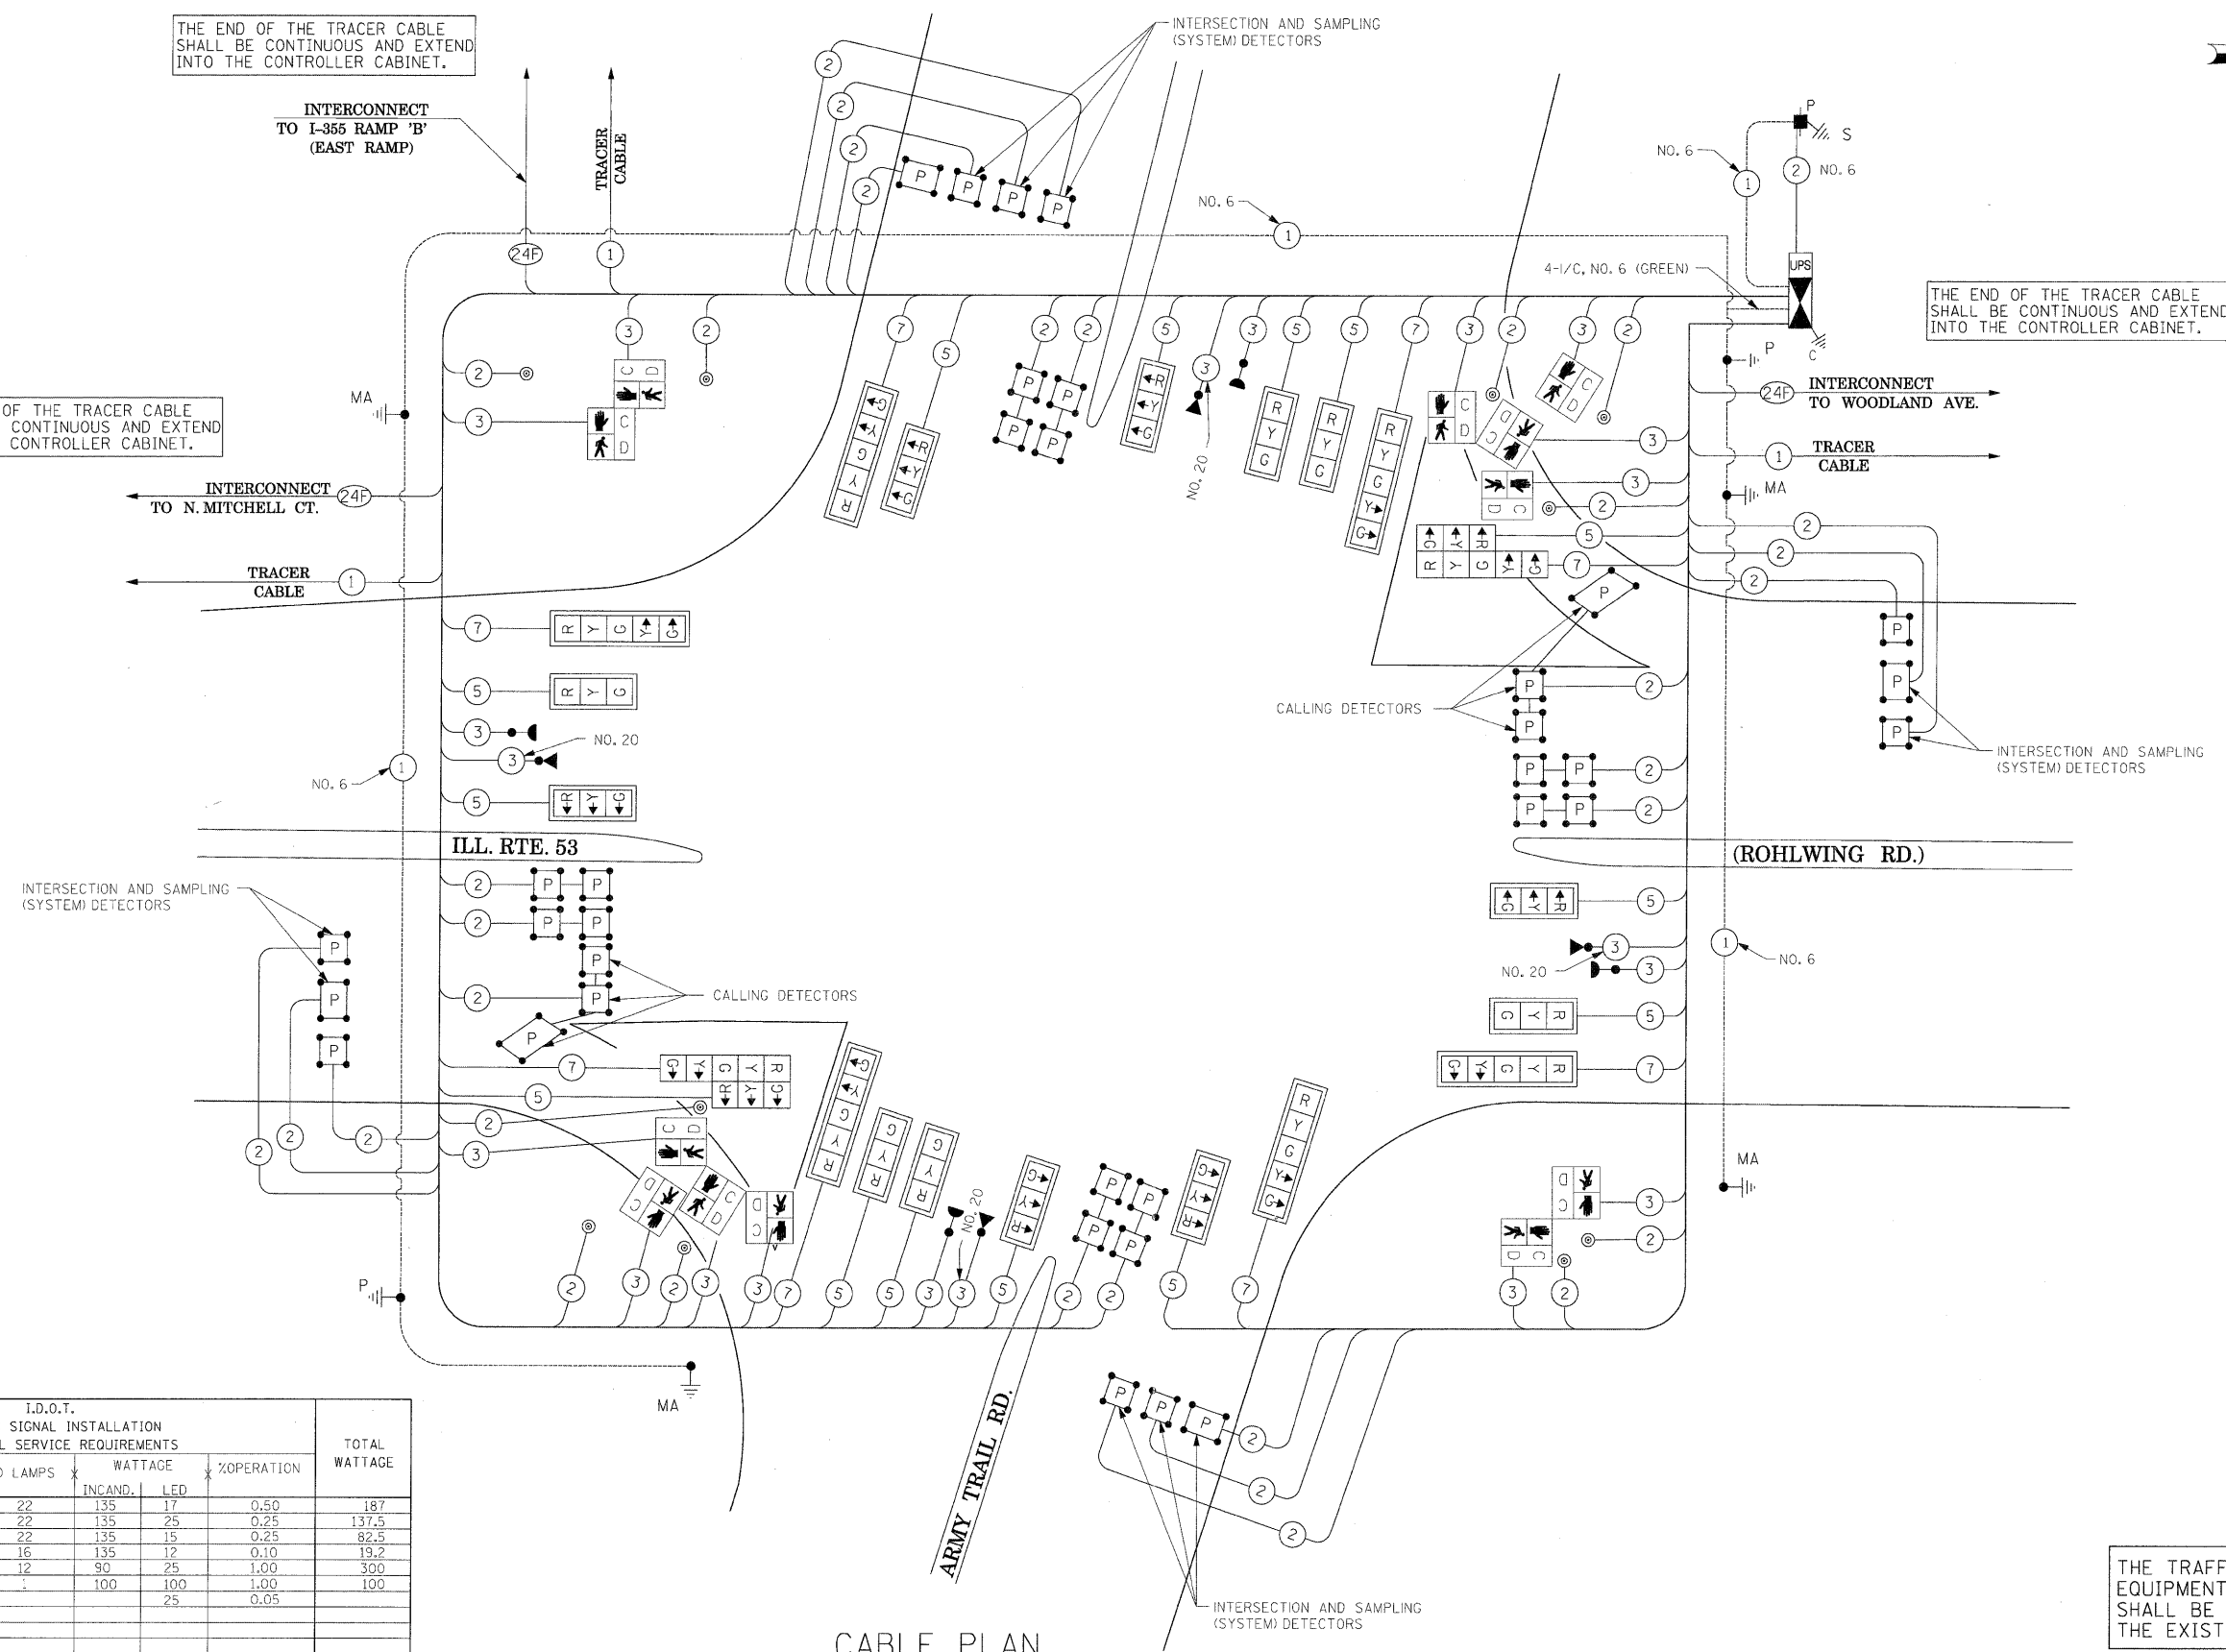 THE END OF THE TRACER CABLE
SHALL BE CONTINUOUS AND EXTEND
INTO THE CONTROLLER CABINET.
INTERCONNECT
TO I-355 RAMP 'B'
(EAST RAMP)
TRACER
CABLE
INTERSECTION AND SAMPLING
(SYSTEM) DETECTORS
NO. 6
NO. 6
NO. 6
P
S
UPS
C
4-1/C, NO. 6 (GREEN)
THE END OF THE TRACER CABLE
SHALL BE CONTINUOUS AND EXTEND
INTO THE CONTROLLER CABINET.
OF THE TRACER CABLE
CONTINUOUS AND EXTEND
CONTROLLER CABINET.
MA
P
INTERCONNECT
TO WOODLAND AVE.
24F
TRACER
CABLE
1
MA
INTERCONNECT
TO N. MITCHELL CT.
24F
TRACER
CABLE
1
NO. 20
NO. 20
NO. 6
CALLING DETECTORS
INTERSECTION AND SAMPLING
(SYSTEM) DETECTORS
ILL. RTE. 53
(ROHLWING RD.)
INTERSECTION AND SAMPLING
(SYSTEM) DETECTORS
CALLING DETECTORS
NO. 20
NO. 6
NO. 20
MA
P
MA
ARMY TRAIL RD.
INTERSECTION AND SAMPLING
(SYSTEM) DETECTORS
I.D.O.T.
SIGNAL INSTALLATION
SERVICE REQUIREMENTS
TOTAL
WATTAGE
LAMPS WATTAGE %OPERATION
INCAND. LED
22 135 17 0.50 187
22 135 25 0.25 137.5
22 135 15 0.25 82.5
16 135 12 0.10 19.2
12 90 25 1.00 300
1 100 100 1.00 100
25 0.05
CABLE PLAN
THE TRAFF
EQUIPMENT
SHALL BE
THE EXIST